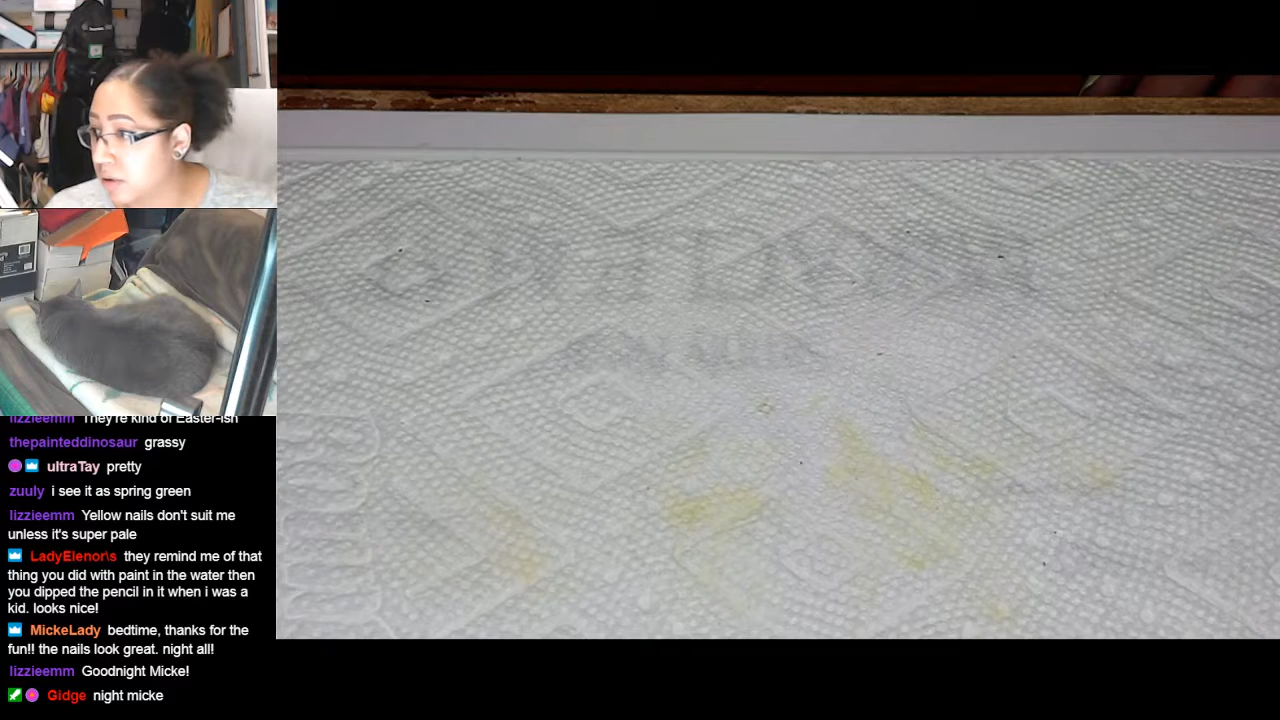 lizzieemm They're kind of Easter-ish
thepainteddinosaur grassy
ultraTay pretty
zuuly i see it as spring green
lizzieemm Yellow nails don't suit me
unless it's super pale
LadyElenor\s they remind me of that
thing you did with paint in the water then
you dipped the pencil in it when i was a
kid. looks nice!
MickeLady bedtime, thanks for the
fun!! the nails look great. night all!
lizzieemm Goodnight Micke!
Gidge night micke